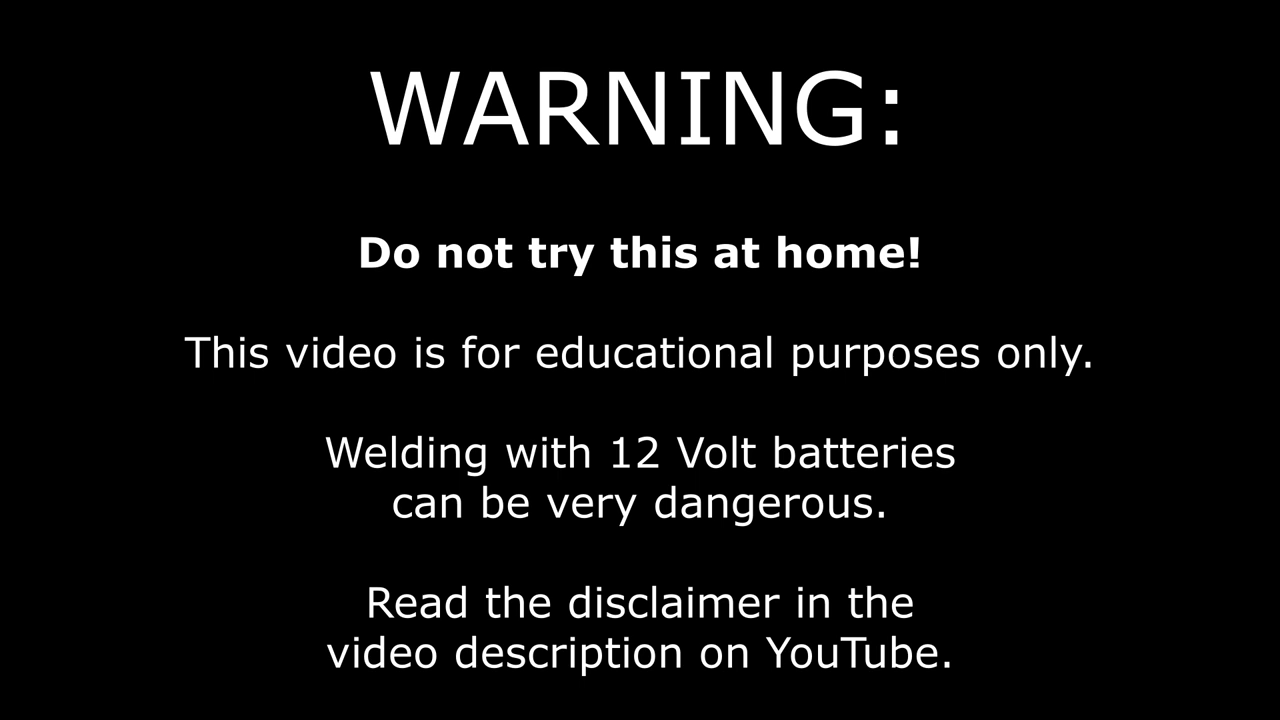 WARNING:
Do not try this at home!
This video is for educational purposes only.
Welding with 12 Volt batteries
can be very dangerous.
Read the disclaimer in the
video description on YouTube.